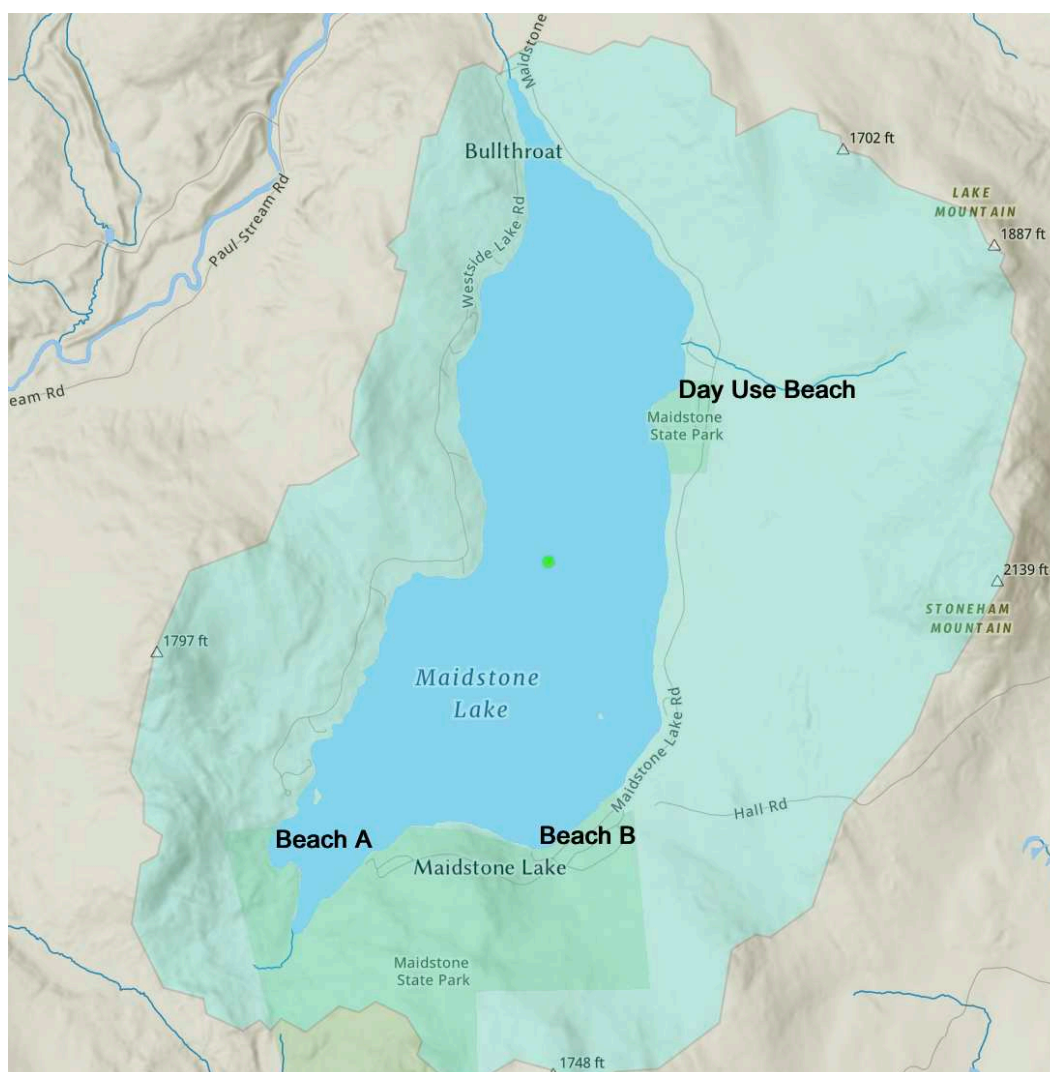 Maidstone
Bullthroat
1702 ft
LAKE
MOUNTAIN
1887 ft
Paul Stream Rd
Westside Lake Rd
eam Rd
Day Use Beach
Maidstone
State Park
2139 ft
STONEHAM
MOUNTAIN
1797 ft
Maidstone
Lake
Maidstone Lake Rd
Hall Rd
Beach A
Beach B
Maidstone Lake
Maidstone
State Park
1748 ft